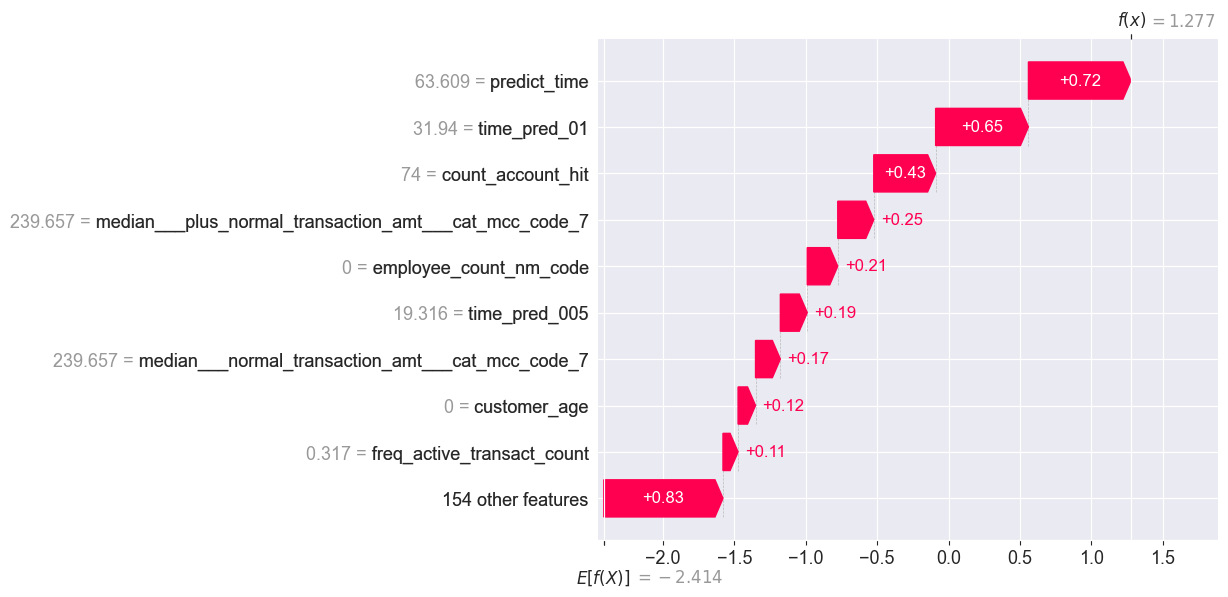 f(x) = 1.277
63.609 = predict_time +0.72
31.94 = time_pred_01 +0.65
74 = count_account_hit +0.43
239.657 = median___plus_normal_transaction_amt___cat_mcc_code_7 +0.25
0 = employee_count_nm_code +0.21
19.316 = time_pred_005 +0.19
239.657 = median___normal_transaction_amt___cat_mcc_code_7 +0.17
0 = customer_age +0.12
0.317 = freq_active_transact_count +0.11
154 other features +0.83
−2.0 −1.5 −1.0 −0.5 0.0 0.5 1.0 1.5
E[f(X)] = −2.414